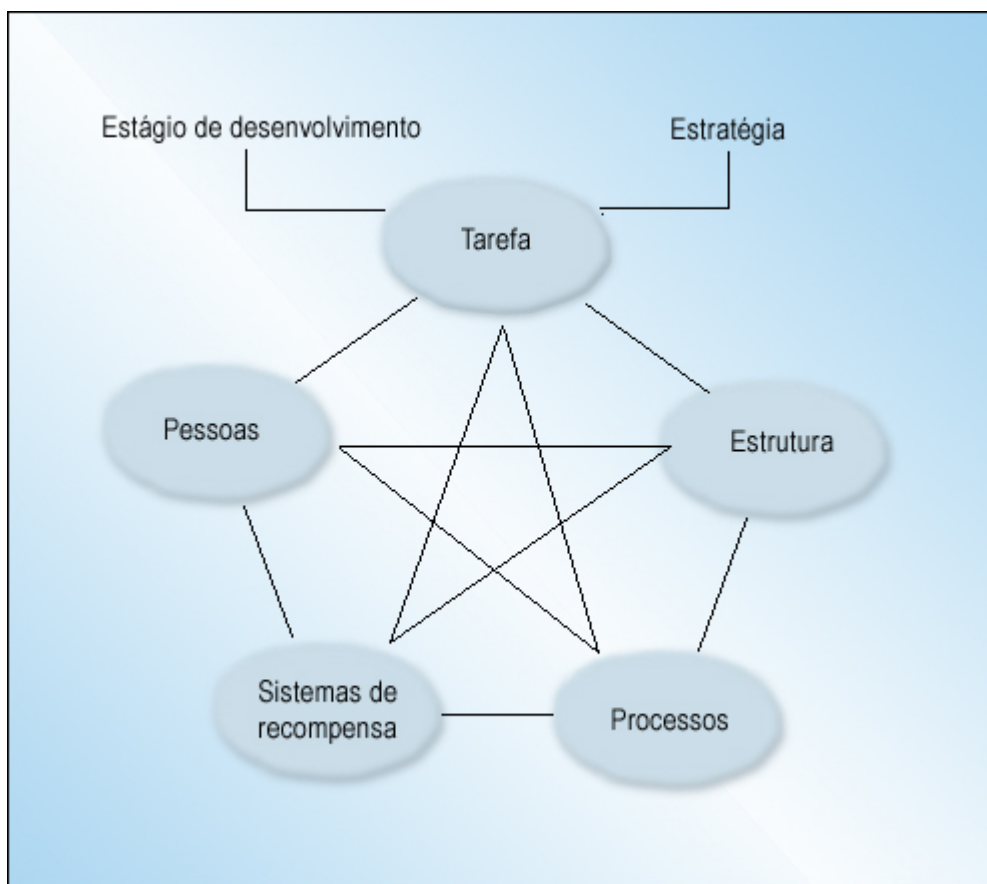 Estágio de desenvolvimento
Estratégia
Tarefa
Pessoas
Estrutura
Sistemas de
recompensa
Processos